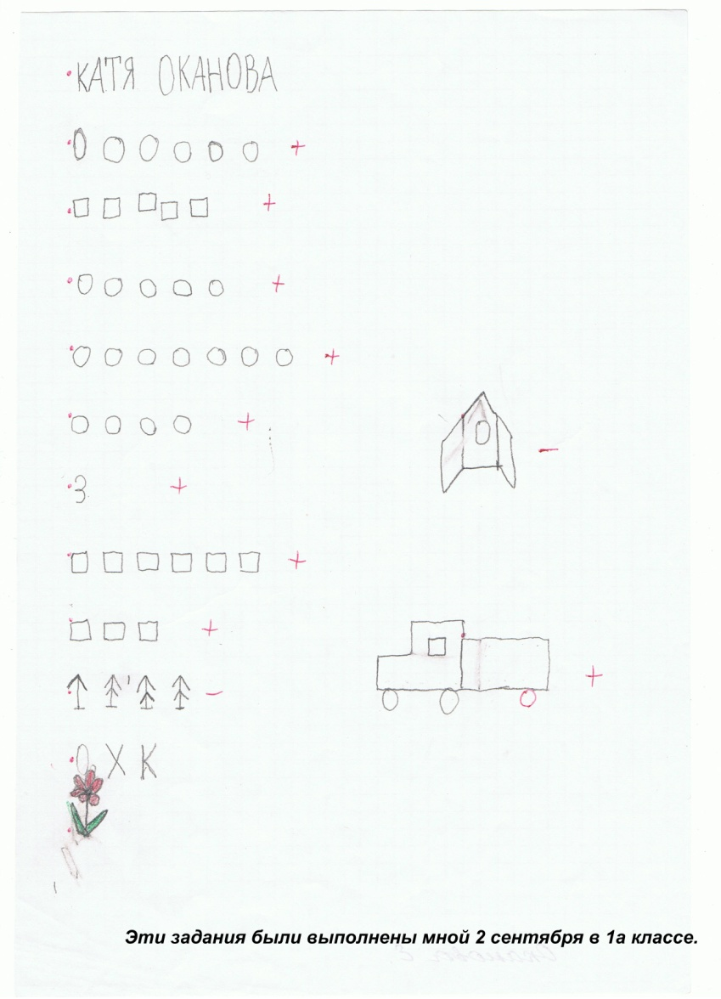 КАТЯ ОКАНОВА
3
О Х К
Эти задания были выполнены мной 2 сентября в 1а классе.